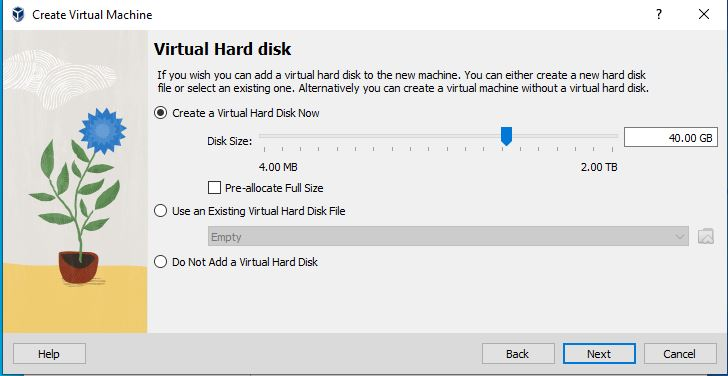 Create Virtual Machine
? X
Virtual Hard disk
If you wish you can add a virtual hard disk to the new machine. You can either create a new hard disk
file or select an existing one. Alternatively you can create a virtual machine without a virtual hard disk.
Create a Virtual Hard Disk Now
Disk Size:
40.00 GB
4.00 MB
2.00 TB
Pre-allocate Full Size
Use an Existing Virtual Hard Disk File
Empty
Do Not Add a Virtual Hard Disk
Help
Back
Next
Cancel